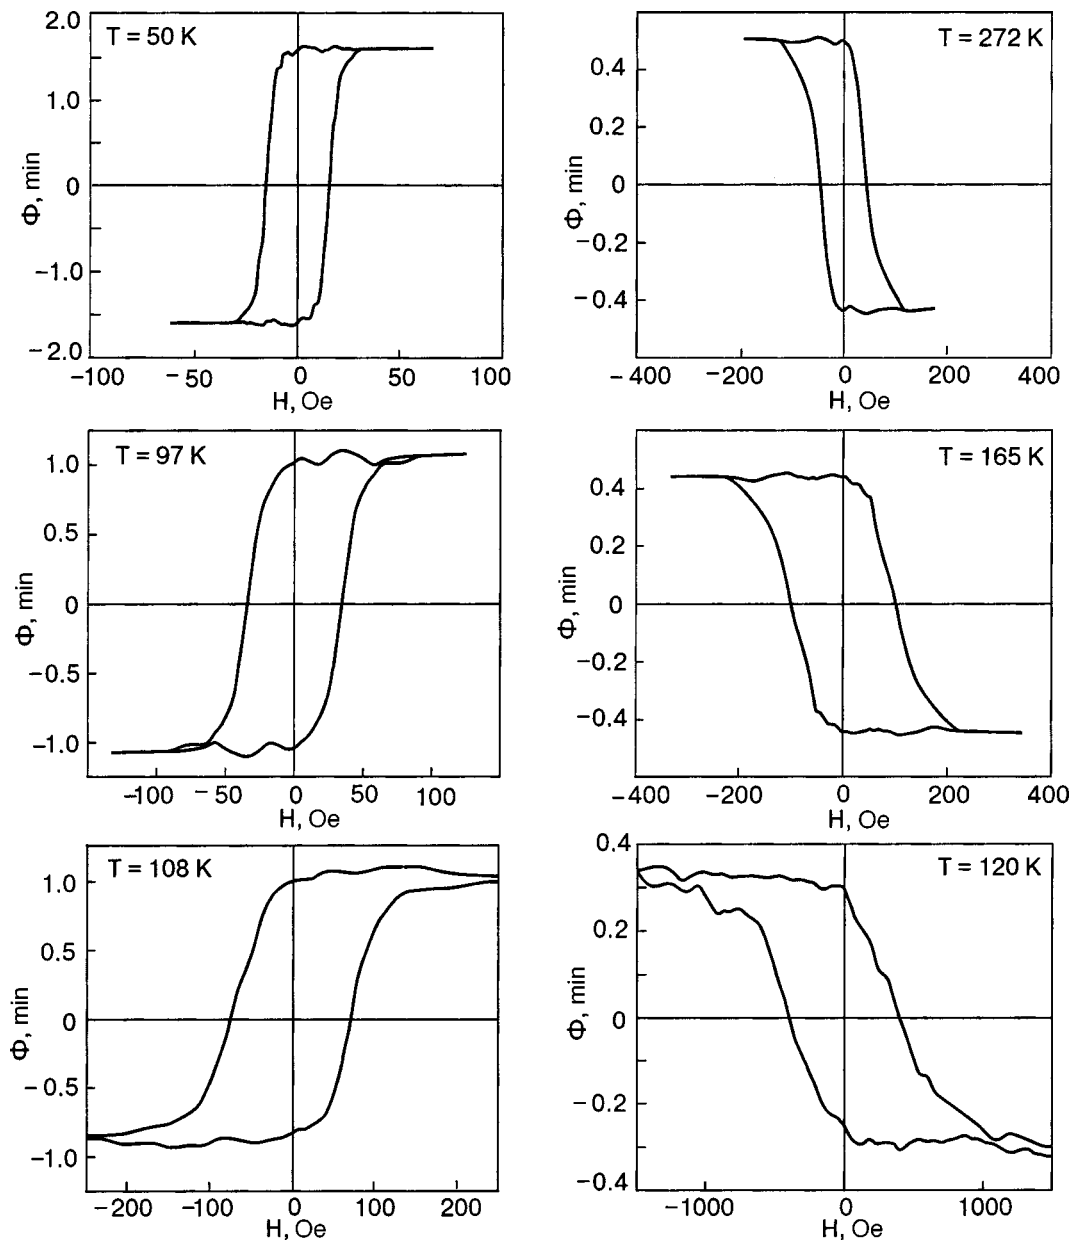 T = 50 K
2.0
1.0
0
−1.0
−2.0
Φ, min
−100 −50 0 50 100
H, Oe
T = 272 K
0.4
0.2
0
−0.2
−0.4
Φ, min
−400 −200 0 200 400
H, Oe
T = 97 K
1.0
0.5
0
−0.5
−1.0
Φ, min
−100 −50 0 50 100
H, Oe
T = 165 K
0.4
0.2
0
−0.2
−0.4
Φ, min
−400 −200 0 200 400
H, Oe
T = 108 K
1.0
0.5
0
−0.5
−1.0
Φ, min
−200 −100 0 100 200
H, Oe
T = 120 K
0.4
0.2
0
−0.2
−0.4
Φ, min
−1000 0 1000
H, Oe